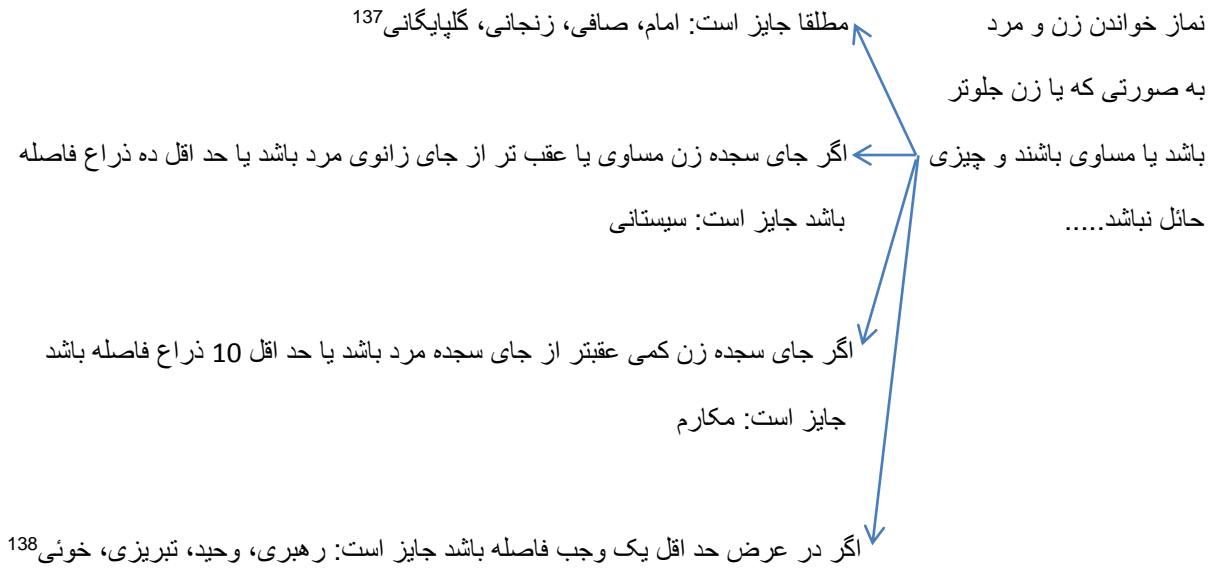 نماز خواندن زن و مرد
به صورتی که یا زن جلوتر
باشد یا مساوی باشند و چیزی
حائل نباشد.....
مطلقا جایز است: امام، صافی، زنجانی، گلپایگانی137
اگر جای سجده زن مساوی یا عقب تر از جای زانوی مرد باشد یا حد اقل ده ذراع فاصله
باشد جایز است: سیستانی
اگر جای سجده زن کمی عقبتر از جای سجده مرد باشد یا حد اقل 10 ذراع فاصله باشد
جایز است: مکارم
اگر در عرض حد اقل یک وجب فاصله باشد جایز است: رهبری، وحید، تبریزی، خوئی138